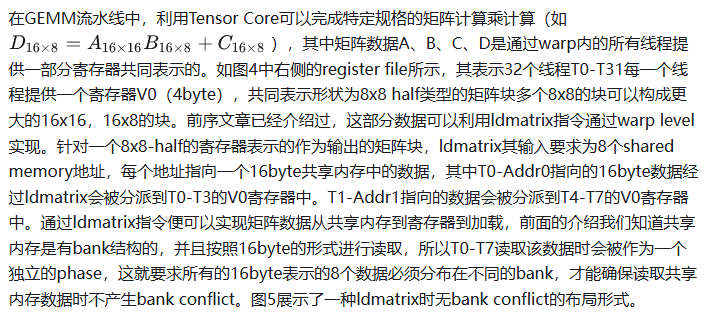 在GEMM流水线中，利用Tensor Core可以完成特定规格的矩阵计算乘计算（如
D₁₆ₓ₈ = A₁₆ₓ₁₆B₁₆ₓ₈ + C₁₆ₓ₈ ），其中矩阵数据A、B、C、D是通过warp内的所有线程提
供一部分寄存器共同表示的。如图4中右侧的register file所示，其表示32个线程T0-T31每一个线
程提供一个寄存器V0（4byte），共同表示形状为8x8 half类型的矩阵块多个8x8的块可以构成更
大的16x16，16x8的块。前序文章已经介绍过，这部分数据可以利用ldmatrix指令通过warp level
实现。针对一个8x8-half的寄存器表示的作为输出的矩阵块，ldmatrix其输入要求为8个shared
memory地址，每个地址指向一个16byte共享内存中的数据，其中T0-Addr0指向的16byte数据经
过ldmatrix会被分派到T0-T3的V0寄存器中。T1-Addr1指向的数据会被分派到T4-T7的V0寄存器
中。通过ldmatrix指令便可以实现矩阵数据从共享内存到寄存器到加载，前面的介绍我们知道共享
内存是有bank结构的，并且按照16byte的形式进行读取，所以T0-T7读取该数据时会被作为一个
独立的phase，这就要求所有的16byte表示的8个数据必须分布在不同的bank，才能确保读取共享
内存数据时不产生bank conflict。图5展示了一种ldmatrix时无bank conflict的布局形式。